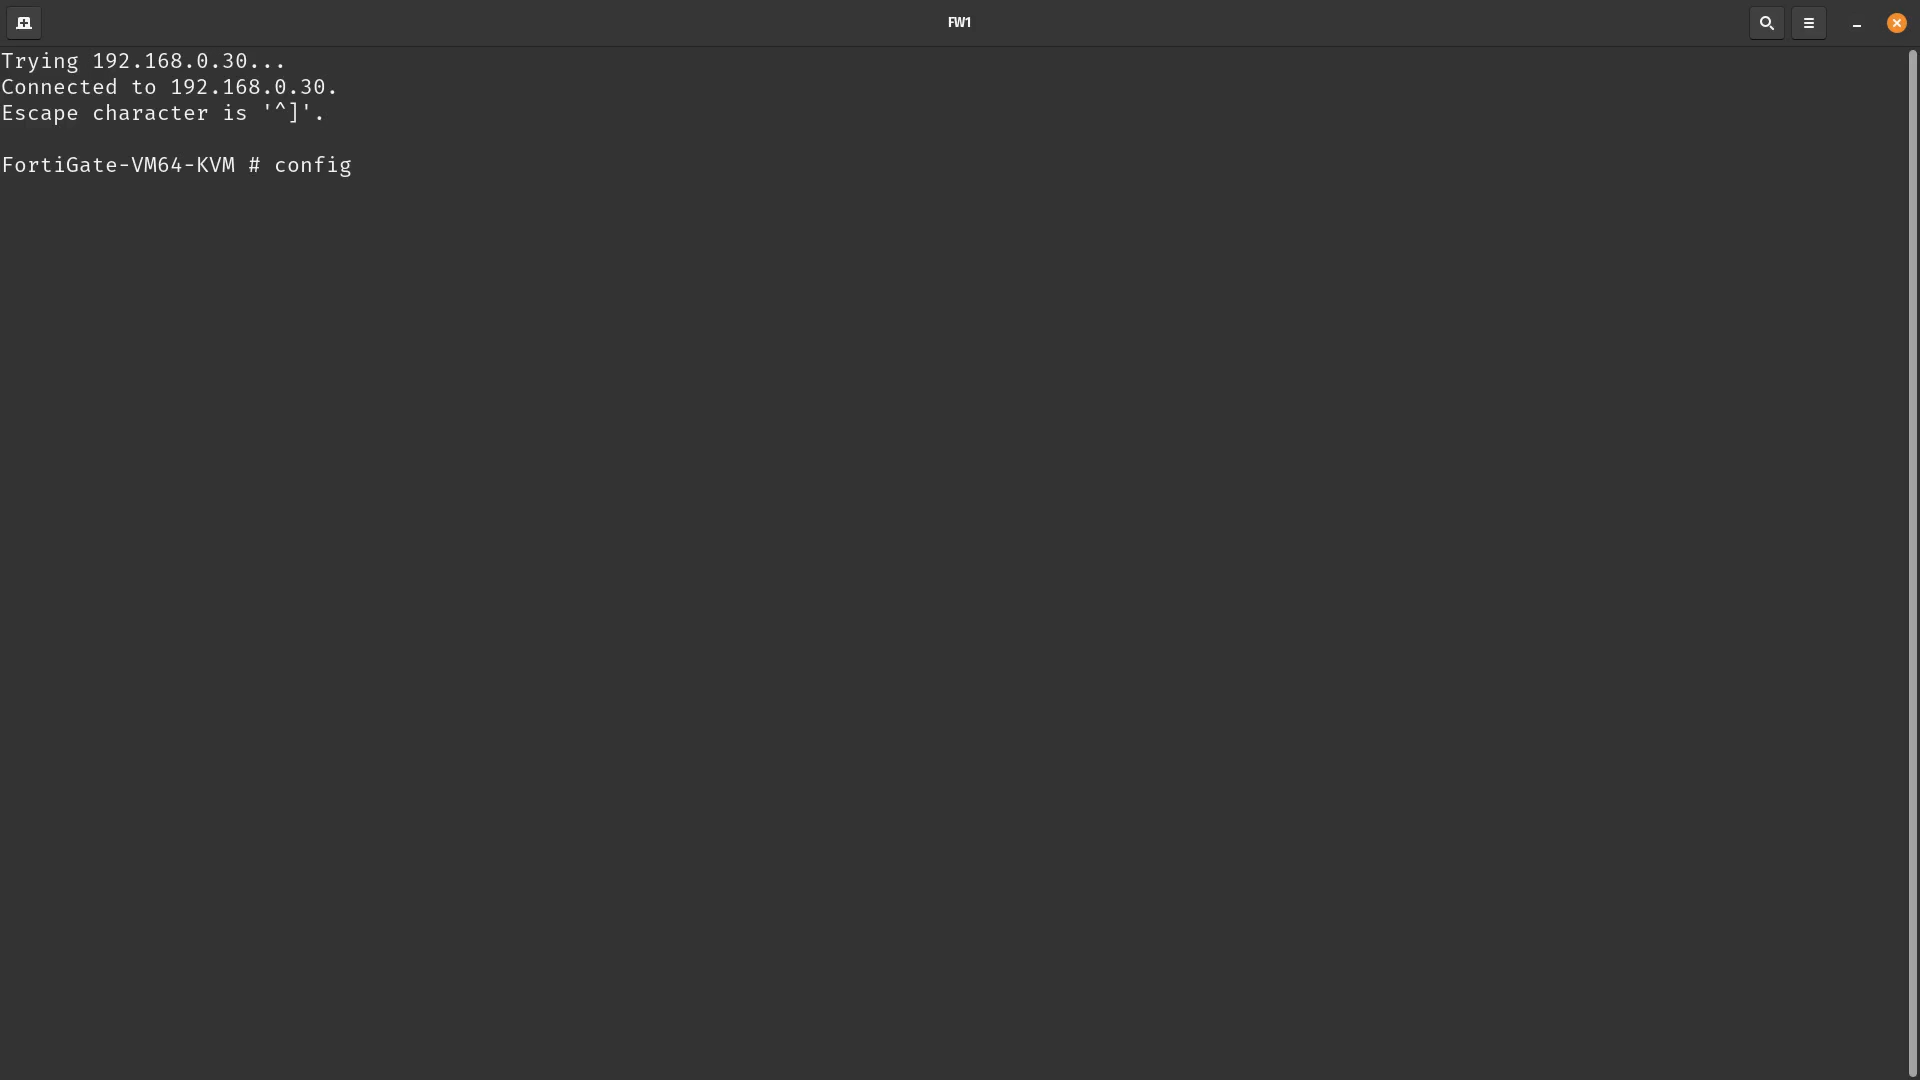 FW1
Trying 192.168.0.30...
Connected to 192.168.0.30.
Escape character is '^]'.
FortiGate-VM64-KVM # config